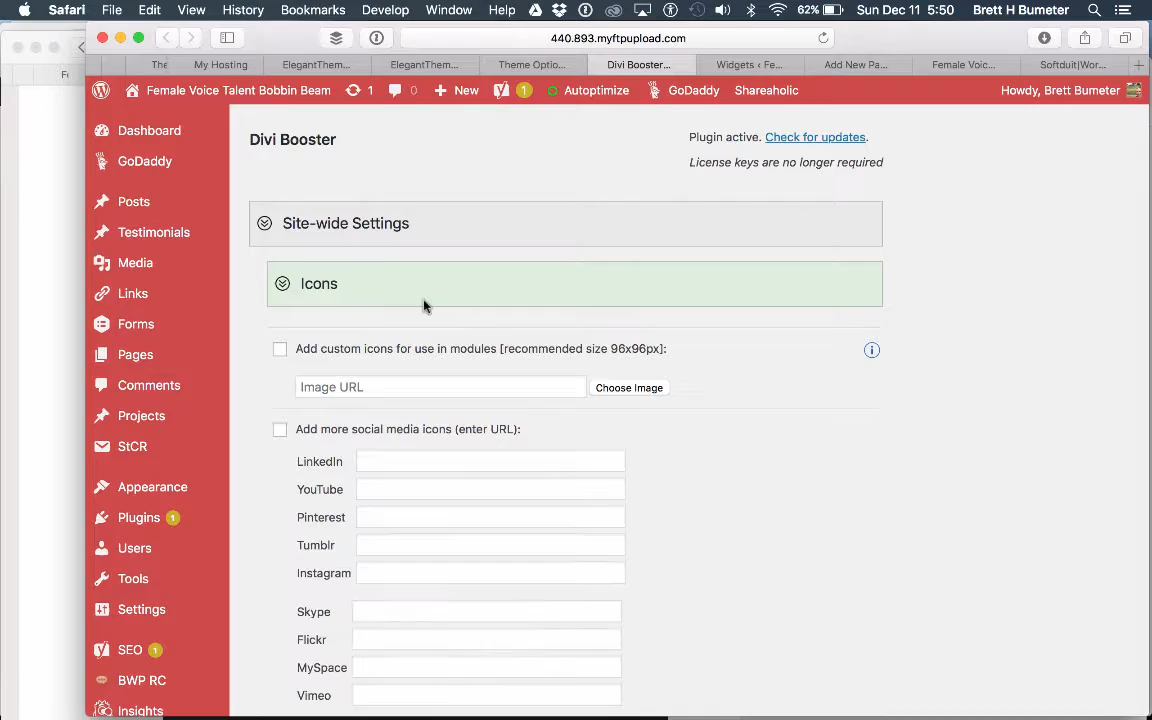 Safari File Edit View History Bookmarks Develop Window Help 62% Sun Dec 11 5:50 Brett H Bumeter
440.893.myftpupload.com
The
My Hosting
ElegantThem...
ElegantThem...
Theme Optio...
Divi Booster...
Widgets ‹ Fe...
Add New Pa...
Female Voic...
Softduit|Wor...
Female Voice Talent Bobbin Beam 1 0 New 1 Autoptimize GoDaddy Shareaholic Howdy, Brett Bumeter
Dashboard
GoDaddy
Posts
Testimonials
Media
Links
Forms
Pages
Comments
Projects
StCR
Appearance
Plugins 1
Users
Tools
Settings
SEO 1
BWP RC
Insights
Divi Booster
Plugin active. Check for updates.
License keys are no longer required
Site-wide Settings
Icons
Add custom icons for use in modules [recommended size 96x96px]:
Image URL Choose Image
Add more social media icons (enter URL):
LinkedIn
YouTube
Pinterest
Tumblr
Instagram
Skype
Flickr
MySpace
Vimeo